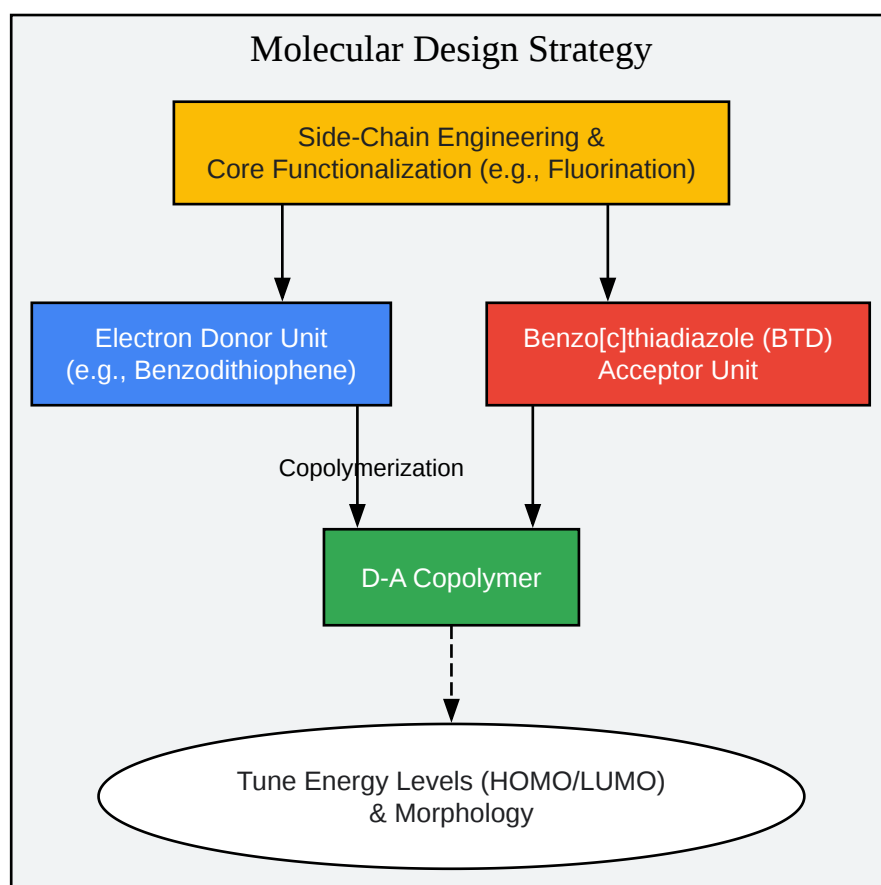 Molecular Design Strategy
Side-Chain Engineering &
Core Functionalization (e.g., Fluorination)
Electron Donor Unit
(e.g., Benzodithiophene)
Benzo[c]thiadiazole (BTD)
Acceptor Unit
Copolymerization
D-A Copolymer
Tune Energy Levels (HOMO/LUMO)
& Morphology